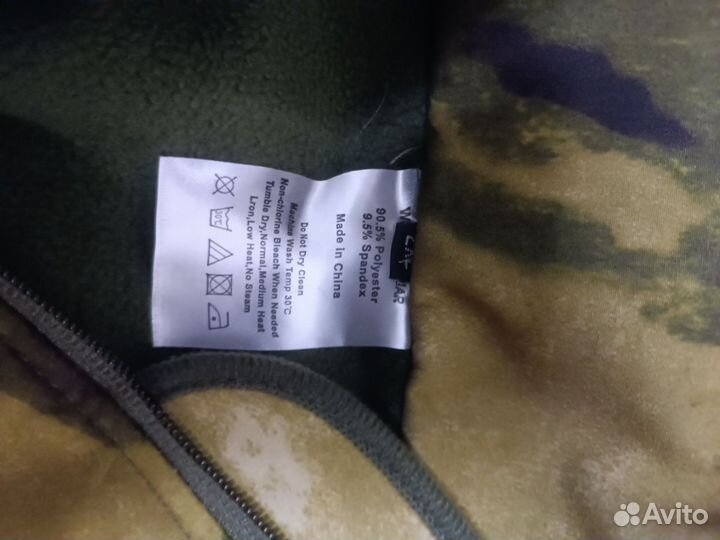 90.5% Polyester
9.5% Spandex
Made in China
Do Not Dry Clean
Machine Wash Temp 30℃
Non-chlorine Bleach When Needed
Tumble Dry,Normal,Medium Heat
Lron,Low Heat,No Steam
30℃
Avito